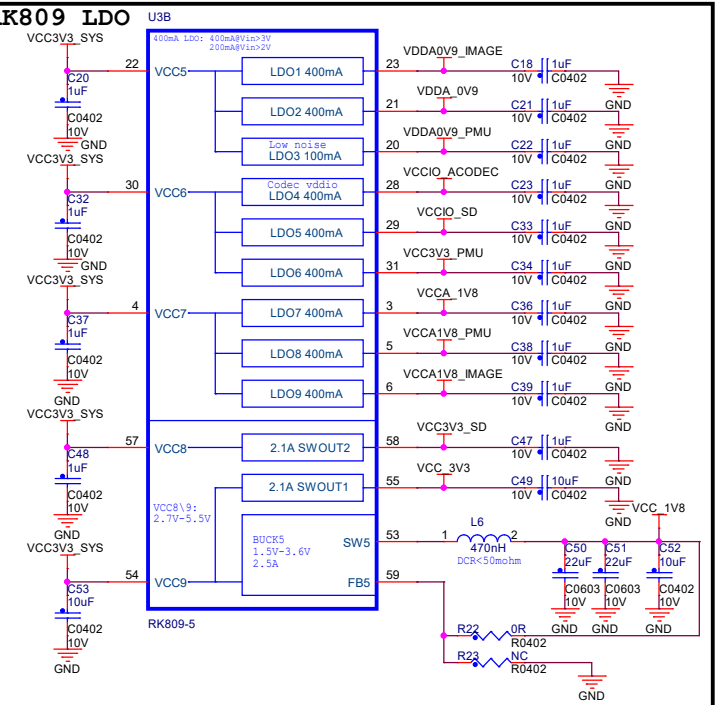 RK809 LDO
U3B
VCC3V3_SYS
400mA LDO: 400mA@Vin>3V
200mA@Vin>2V
22
VCC5
LDO1 400mA
23
VDDA0V9_IMAGE
C18
1uF
10V
C0402
GND
C20
1uF
C0402
10V
GND
LDO2 400mA
21
VDDA_0V9
C21
1uF
10V
C0402
GND
Low noise
LDO3 100mA
20
VDDA0V9_PMU
C22
1uF
10V
C0402
GND
VCC3V3_SYS
30
VCC6
Codec vddio
LDO4 400mA
28
VCCIO_ACODEC
C23
1uF
10V
C0402
GND
C32
1uF
C0402
10V
GND
LDO5 400mA
29
VCCIO_SD
C33
1uF
10V
C0402
GND
LDO6 400mA
31
VCC3V3_PMU
C34
1uF
10V
C0402
GND
VCC3V3_SYS
4
VCC7
LDO7 400mA
3
VCCA_1V8
C36
1uF
10V
C0402
GND
C37
1uF
C0402
10V
GND
LDO8 400mA
5
VCCA1V8_PMU
C38
1uF
10V
C0402
GND
LDO9 400mA
6
VCCA1V8_IMAGE
C39
1uF
10V
C0402
GND
GND
VCC3V3_SYS
57
VCC8
2.1A SWOUT2
58
VCC3V3_SD
C47
1uF
10V
C0402
GND
C48
1uF
C0402
10V
GND
2.1A SWOUT1
55
VCC_3V3
C49
10uF
10V
C0402
GND
VCC8\9:
2.7V-5.5V
VCC3V3_SYS
54
VCC9
C53
10uF
C0402
10V
GND
BUCK5
1.5V-3.6V
2.5A
SW5
53
1
L6
2
470nH
DCR<50mohm
VCC_1V8
C50
22uF
C0603
10V
GND
C51
22uF
C0603
10V
GND
C52
10uF
C0402
10V
GND
FB5
59
R22
0R
R0402
R23
NC
R0402
GND
RK809-5